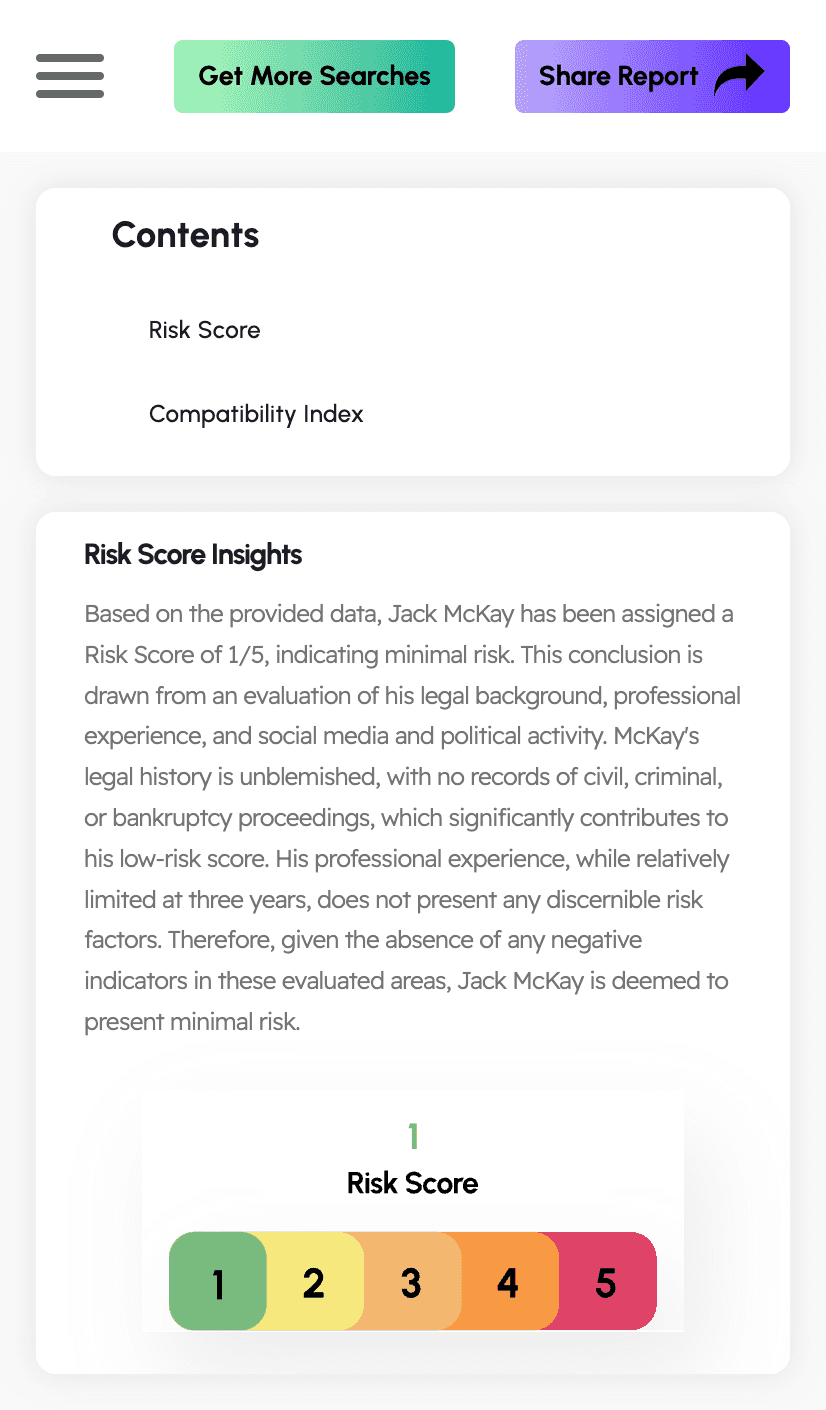 Get More Searches
Share Report
Contents
Risk Score
Compatibility Index
Risk Score Insights
Based on the provided data, Jack McKay has been assigned a
Risk Score of 1/5, indicating minimal risk. This conclusion is
drawn from an evaluation of his legal background, professional
experience, and social media and political activity. McKay's
legal history is unblemished, with no records of civil, criminal,
or bankruptcy proceedings, which significantly contributes to
his low-risk score. His professional experience, while relatively
limited at three years, does not present any discernible risk
factors. Therefore, given the absence of any negative
indicators in these evaluated areas, Jack McKay is deemed to
present minimal risk.
1
Risk Score
1 2 3 4 5